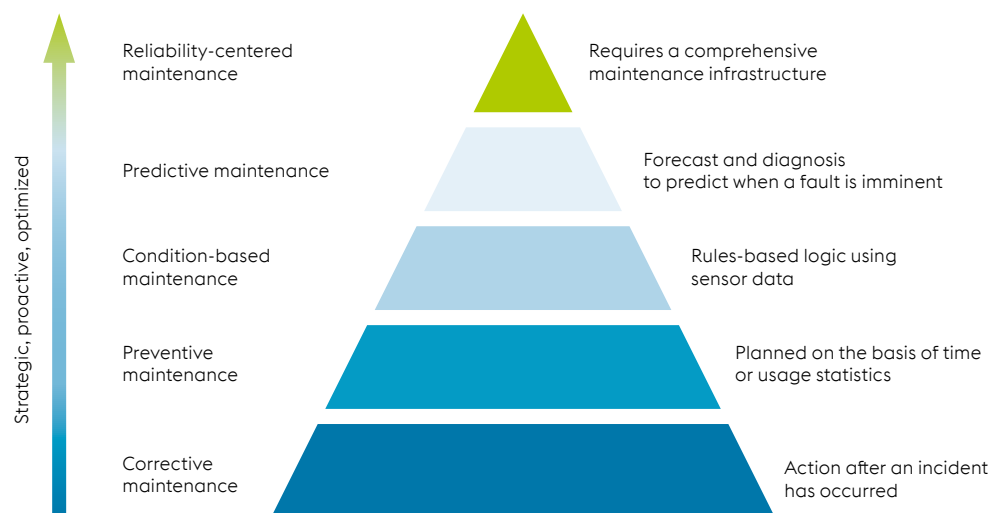 Reliability-centered
maintenance
Requires a comprehensive
maintenance infrastructure
Predictive maintenance
Forecast and diagnosis
to predict when a fault is imminent
Condition-based
maintenance
Rules-based logic using
sensor data
Preventive
maintenance
Planned on the basis of time
or usage statistics
Corrective
maintenance
Action after an incident
has occurred
Strategic, proactive, optimized